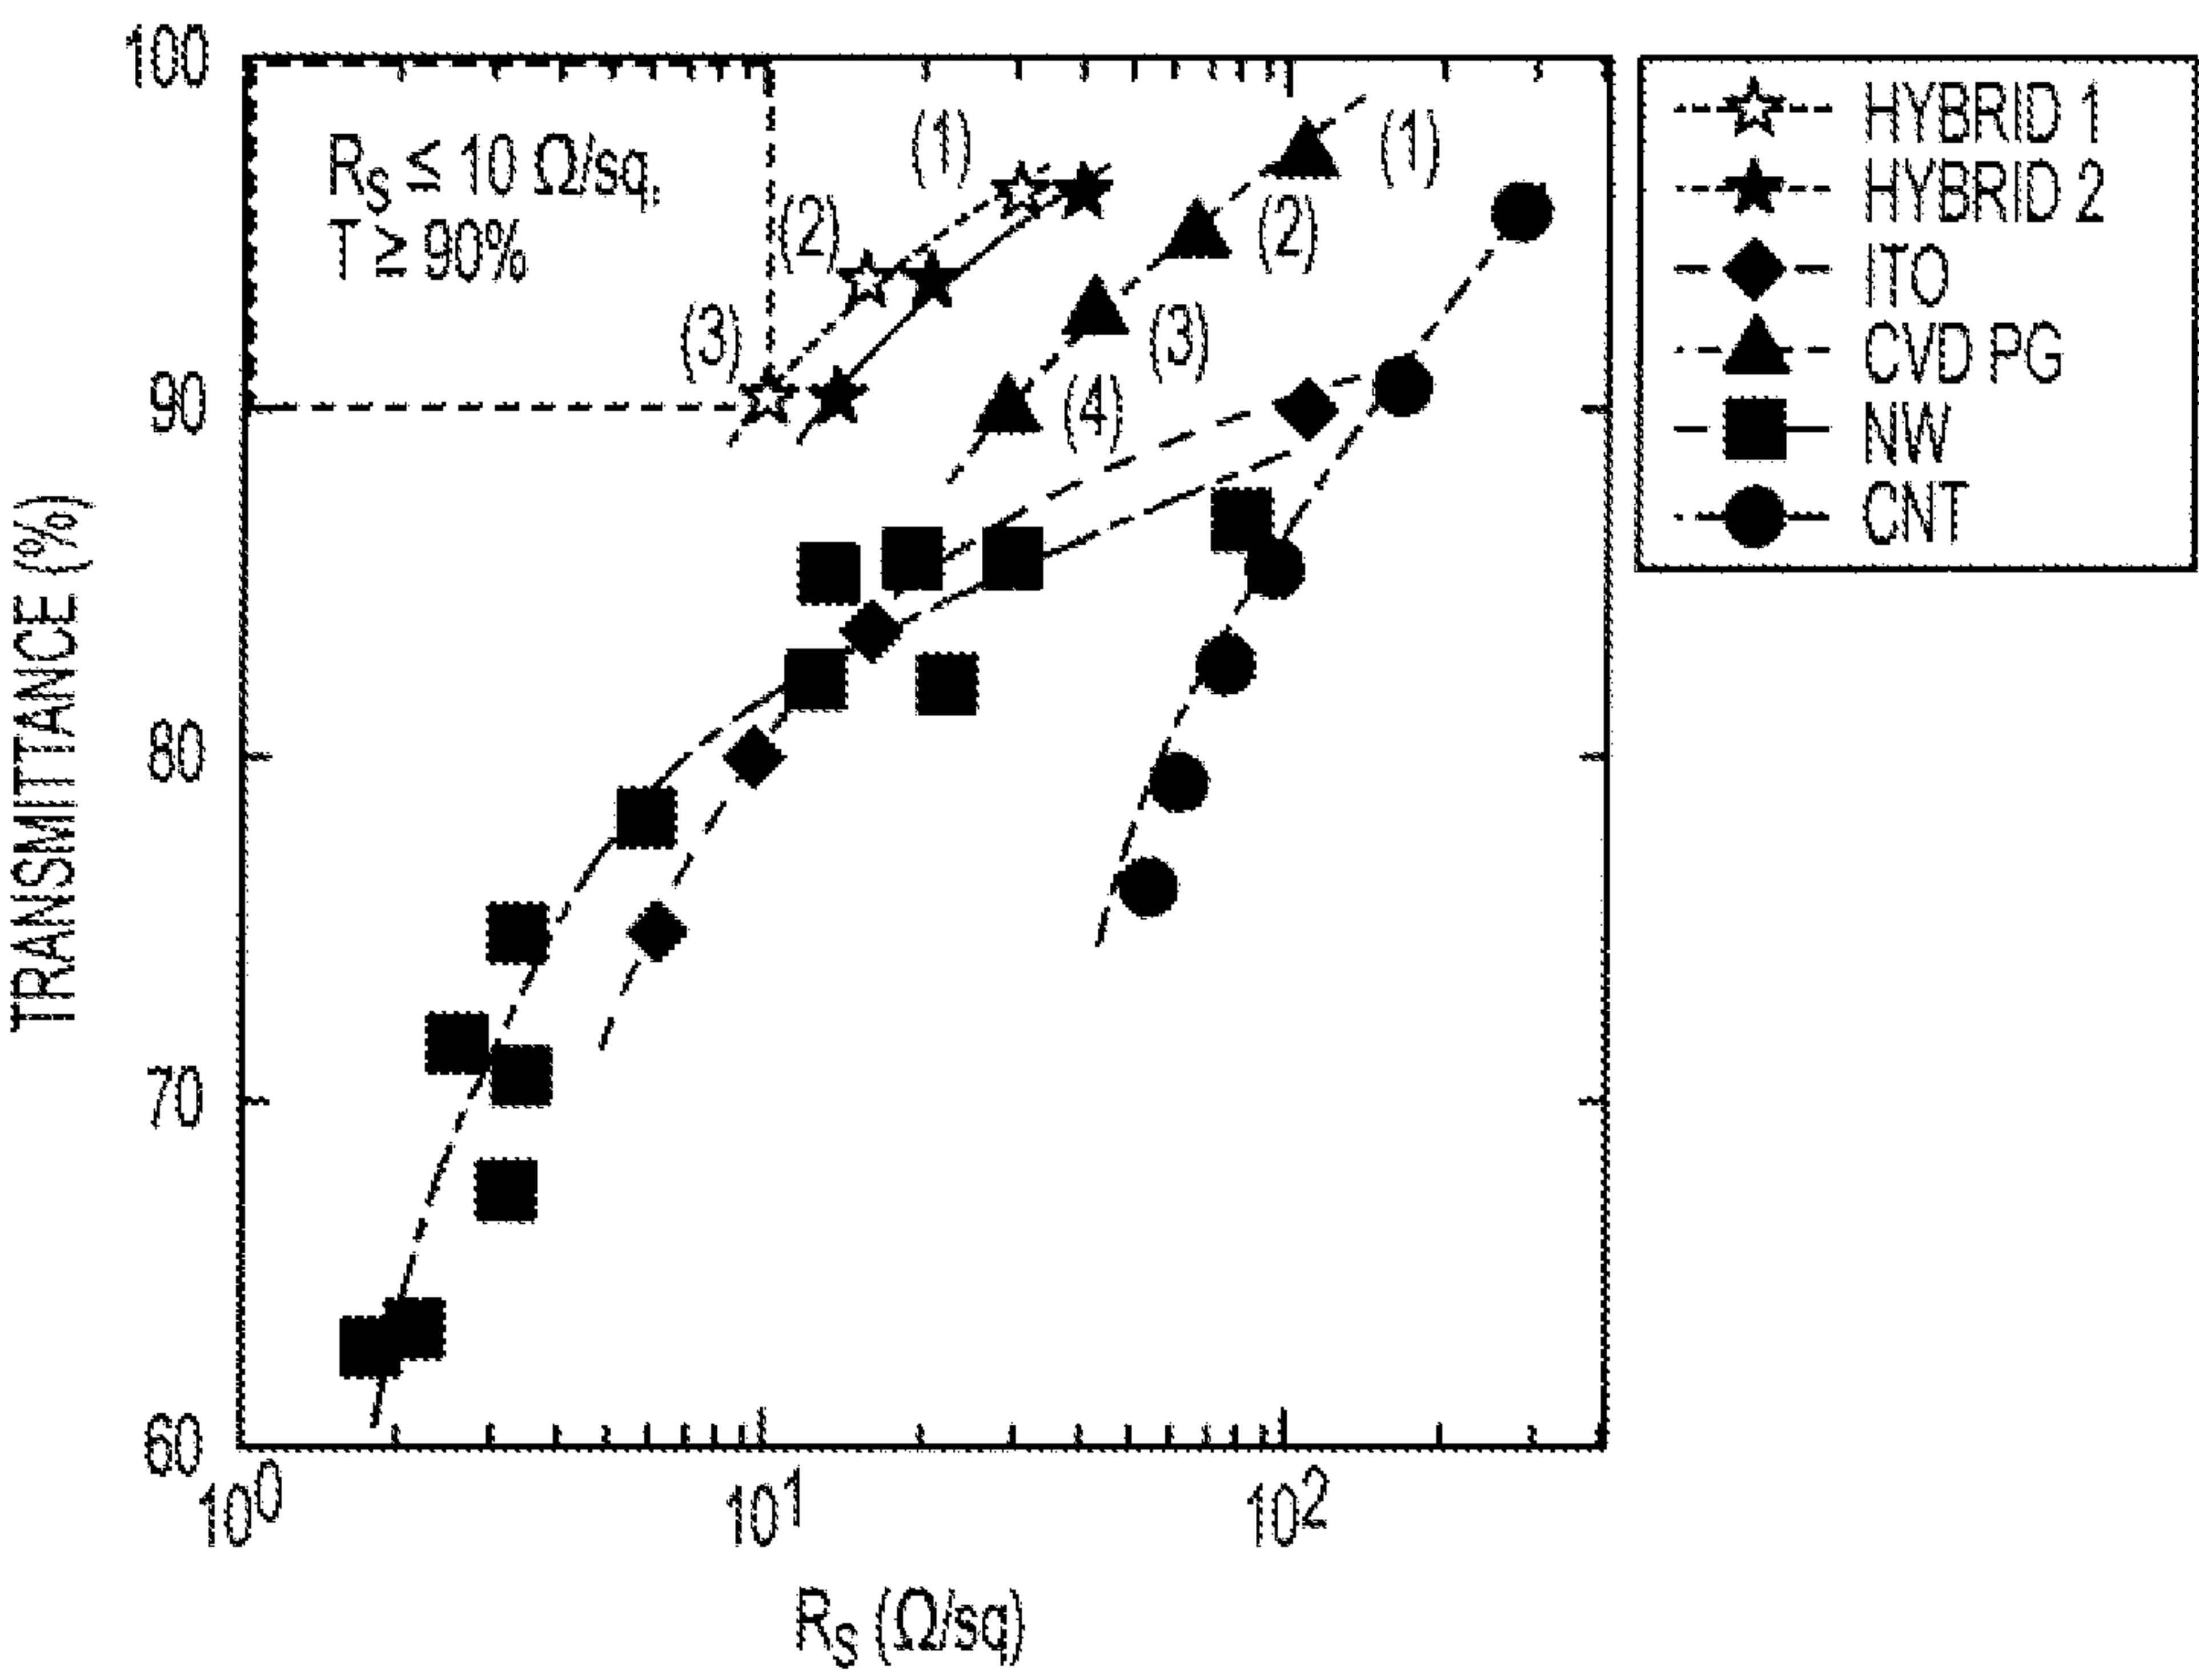 100
90
80
70
60
TRANSMITTANCE (%)
R_S ≤ 10 Ω/sq.
T ≥ 90%
(1)
(2)
(3)
(1)
(2)
(3)
(4)
10^0
10^1
10^2
R_S (Ω/sq)
HYBRID 1
HYBRID 2
ITO
CVD PG
NW
CNT